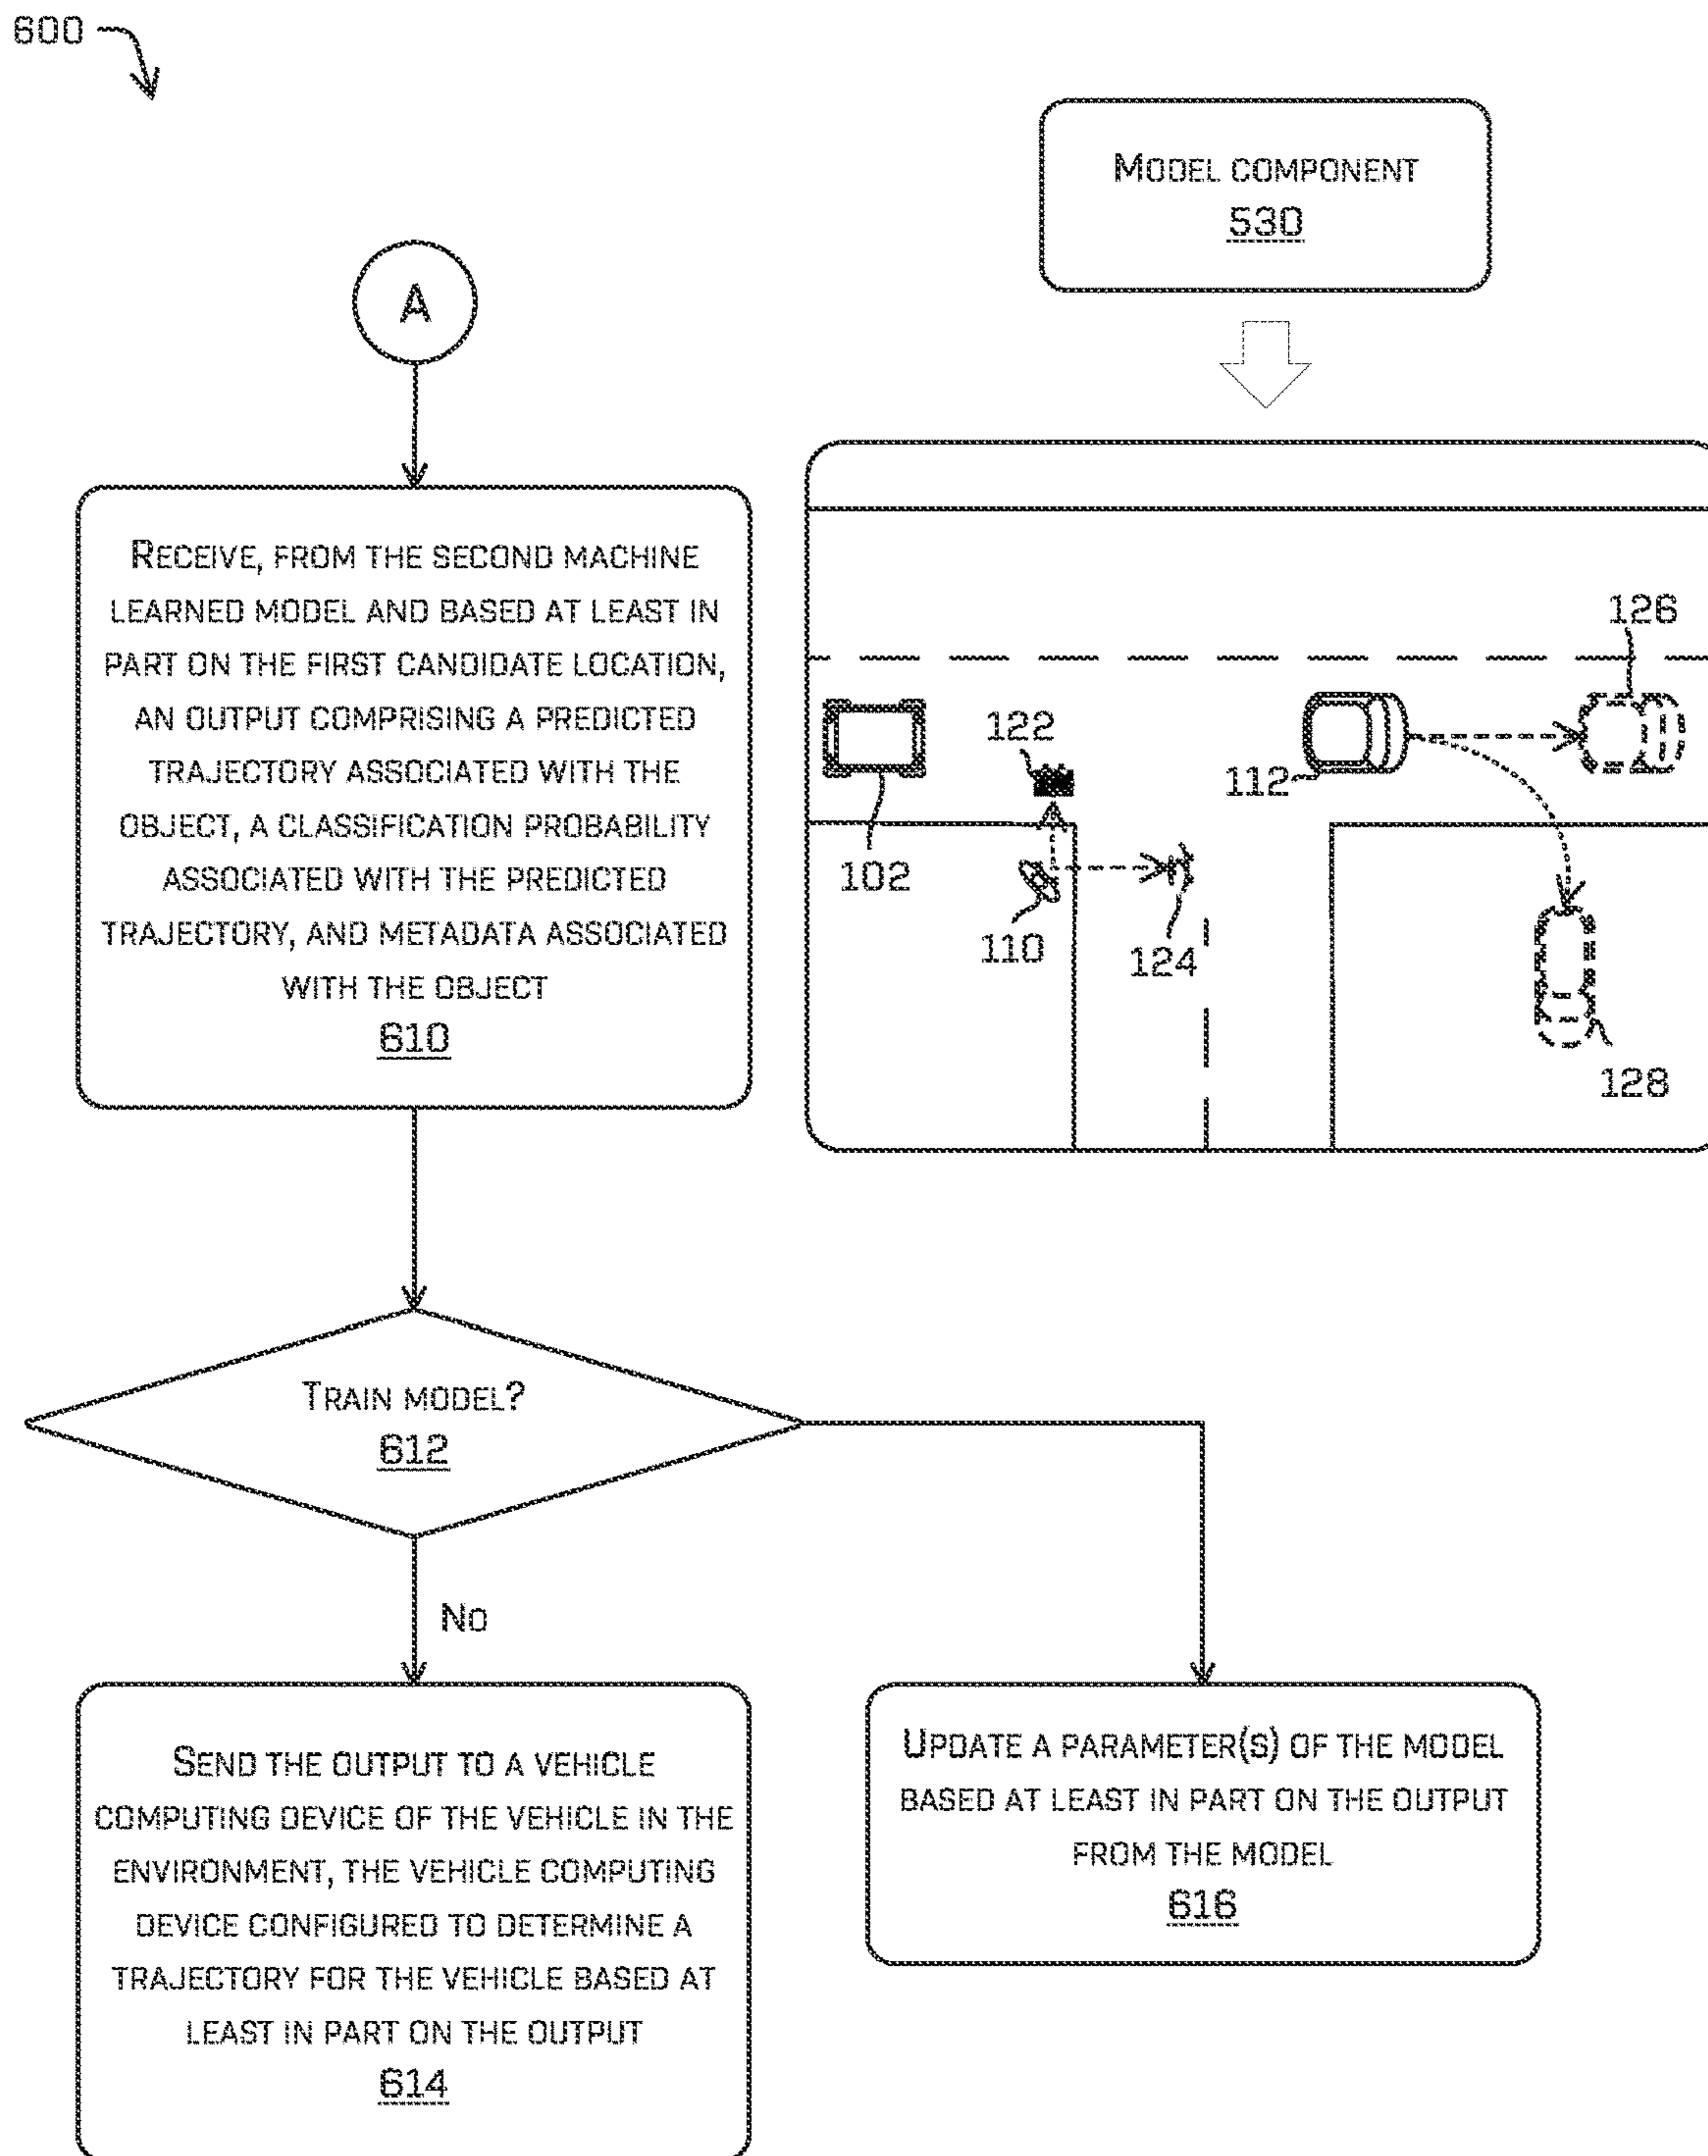 600
MODEL COMPONENT
530
A
RECEIVE, FROM THE SECOND MACHINE
LEARNED MODEL AND BASED AT LEAST IN
PART ON THE FIRST CANDIDATE LOCATION,
AN OUTPUT COMPRISING A PREDICTED
TRAJECTORY ASSOCIATED WITH THE
OBJECT, A CLASSIFICATION PROBABILITY
ASSOCIATED WITH THE PREDICTED
TRAJECTORY, AND METADATA ASSOCIATED
WITH THE OBJECT
610
126
122
112
102
110
124
128
TRAIN MODEL?
612
NO
SEND THE OUTPUT TO A VEHICLE
COMPUTING DEVICE OF THE VEHICLE IN THE
ENVIRONMENT, THE VEHICLE COMPUTING
DEVICE CONFIGURED TO DETERMINE A
TRAJECTORY FOR THE VEHICLE BASED AT
LEAST IN PART ON THE OUTPUT
614
UPDATE A PARAMETER(S) OF THE MODEL
BASED AT LEAST IN PART ON THE OUTPUT
FROM THE MODEL
616